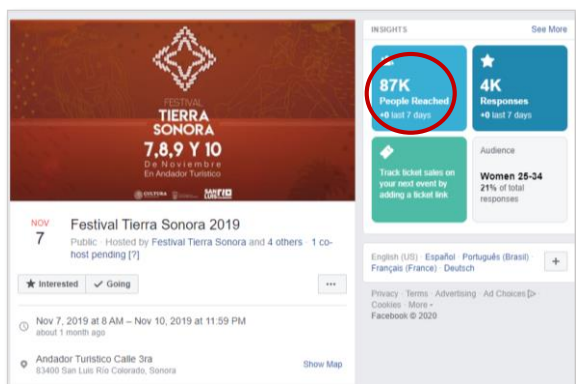 FESTIVAL
TIERRA
SONORA
7,8,9 Y 10
De Noviembre
En Andador Turístico
CULTURA
NOV
7
Festival Tierra Sonora 2019
Public · Hosted by Festival Tierra Sonora and 4 others · 1 co-
host pending [?]
Interested
Going
Nov 7, 2019 at 8 AM – Nov 10, 2019 at 11:59 PM
about 1 month ago
Andador Turistico Calle 3ra
83400 San Luis Río Colorado, Sonora
Show Map
INSIGHTS
See More
87K
People Reached
+0 last 7 days
4K
Responses
+0 last 7 days
Track ticket sales on
your next event by
adding a ticket link
Audience
Women 25-34
21% of total
responses
English (US) · Español · Português (Brasil) ·
Français (France) · Deutsch
Privacy · Terms · Advertising · Ad Choices ·
Cookies · More
Facebook © 2020